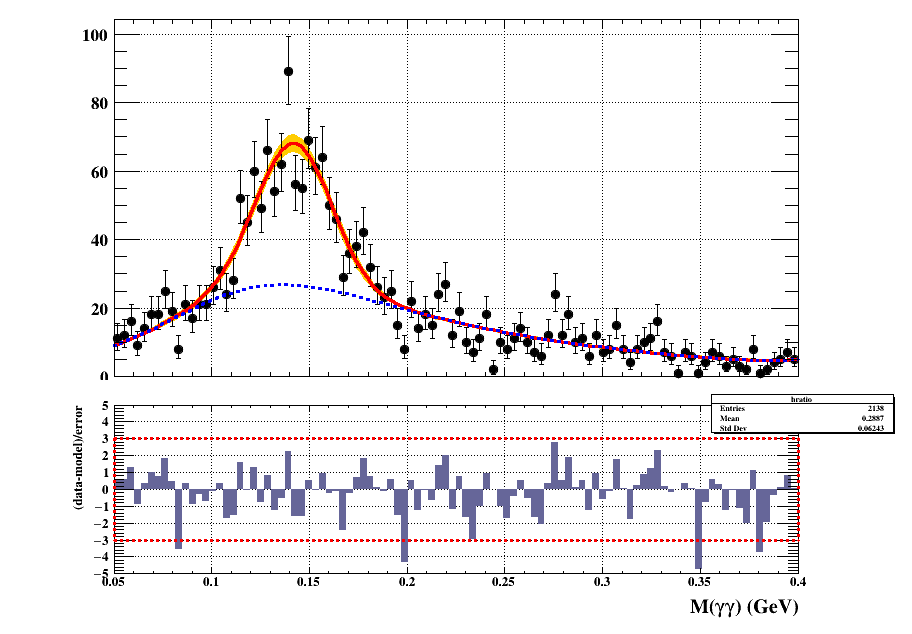 100
80
60
40
20
0
hratio
Entries 2138
Mean 0.2887
Std Dev 0.06243
(data-model)/error
5
4
3
2
1
0
−1
−2
−3
−4
−5
0.05 0.1 0.15 0.2 0.25 0.3 0.35 0.4
M(γγ) (GeV)